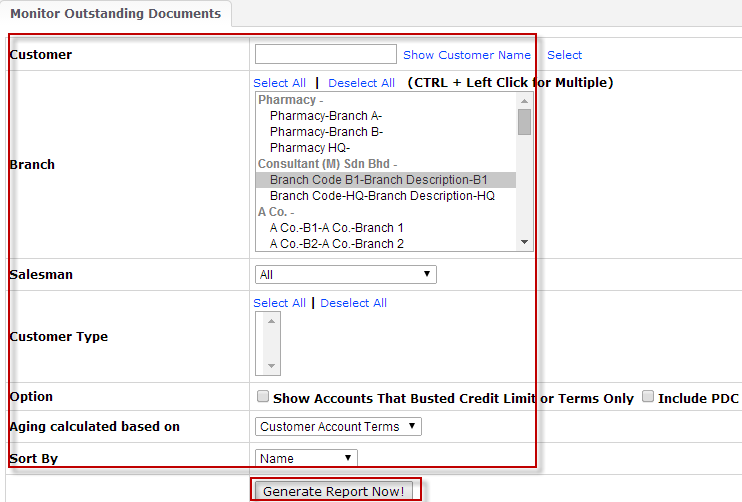 Monitor Outstanding Documents
Customer Show Customer Name Select
Select All | Deselect All (CTRL + Left Click for Multiple)
Branch
Pharmacy -
Pharmacy-Branch A-
Pharmacy-Branch B-
Pharmacy HQ-
Consultant (M) Sdn Bhd -
Branch Code B1-Branch Description-B1
Branch Code-HQ-Branch Description-HQ
A Co. -
A Co.-B1-A Co.-Branch 1
A Co.-B2-A Co.-Branch 2
Salesman All
Select All | Deselect All
Customer Type
Option Show Accounts That Busted Credit Limit or Terms Only Include PDC
Aging calculated based on Customer Account Terms
Sort By Name
Generate Report Now!